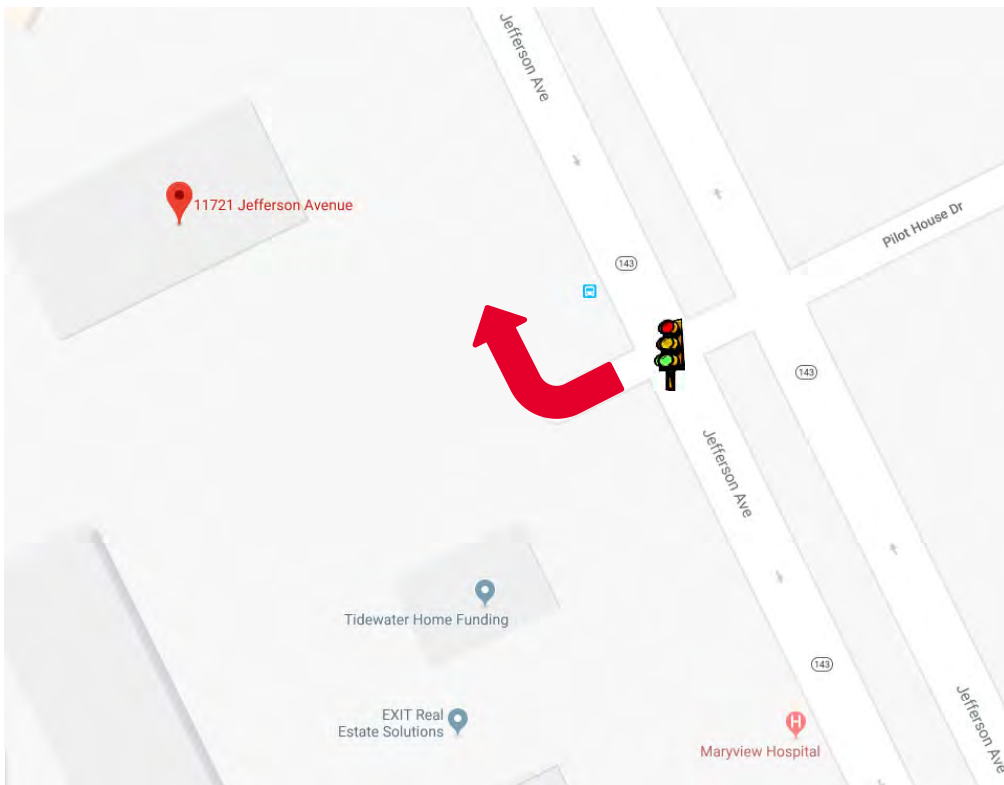 Jefferson Ave
11721 Jefferson Avenue
Pilot House Dr
143
143
Jefferson Ave
Tidewater Home Funding
143
EXIT Real
Estate Solutions
Jefferson Ave
H
Maryview Hospital